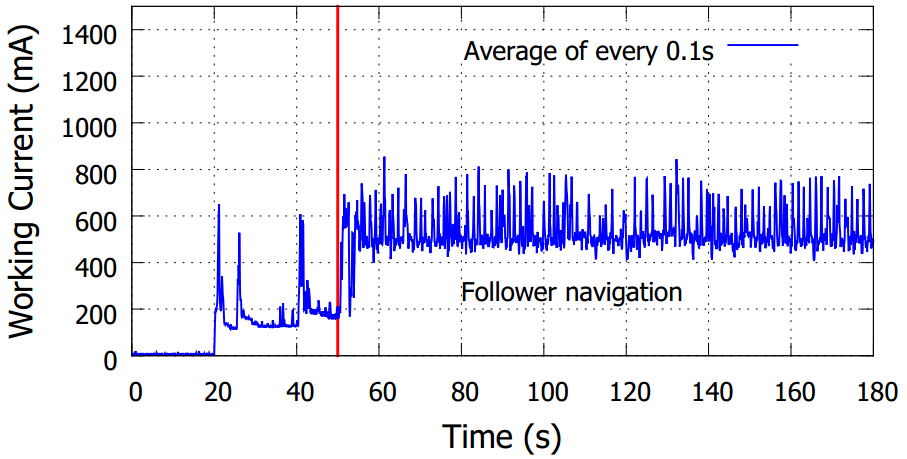 1400
1200
1000
800
600
400
200
0
Working Current (mA)
Average of every 0.1s
Follower navigation
0 20 40 60 80 100 120 140 160 180
Time (s)